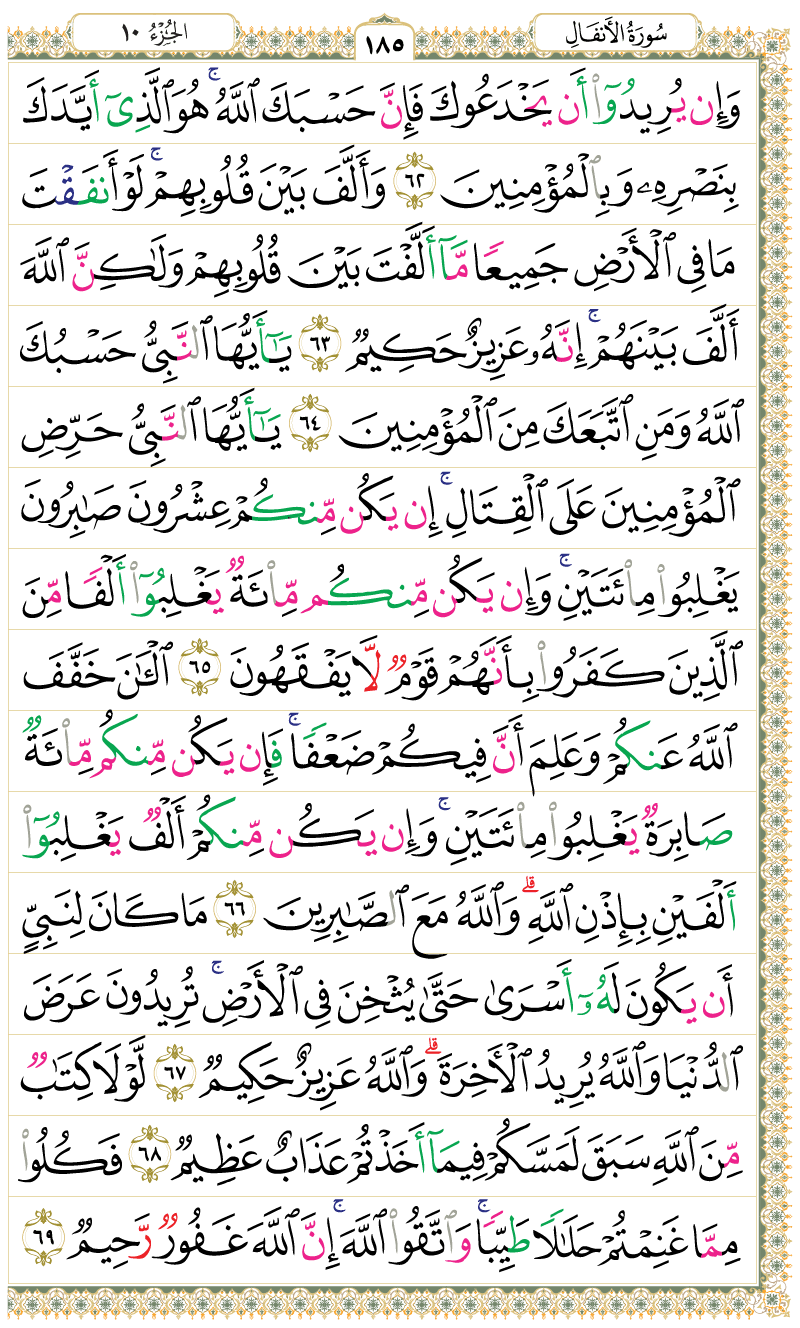 سُورَةُ الأَنفَالِ ١٨٥ الجُزْءُ ١٠
وَإِن يُرِيدُوٓا۟ أَن يَخْدَعُوكَ فَإِنَّ حَسْبَكَ ٱللَّهُ ۚ هُوَ ٱلَّذِىٓ أَيَّدَكَ
بِنَصْرِهِۦ وَبِٱلْمُؤْمِنِينَ ٦٢ وَأَلَّفَ بَيْنَ قُلُوبِهِمْ ۚ لَوْ أَنفَقْتَ
مَا فِى ٱلْأَرْضِ جَمِيعًا مَّآ أَلَّفْتَ بَيْنَ قُلُوبِهِمْ وَلَـٰكِنَّ ٱللَّهَ
أَلَّفَ بَيْنَهُمْ ۚ إِنَّهُۥ عَزِيزٌ حَكِيمٌ ٦٣ يَـٰٓأَيُّهَا ٱلنَّبِىُّ حَسْبُكَ
ٱللَّهُ وَمَنِ ٱتَّبَعَكَ مِنَ ٱلْمُؤْمِنِينَ ٦٤ يَـٰٓأَيُّهَا ٱلنَّبِىُّ حَرِّضِ
ٱلْمُؤْمِنِينَ عَلَى ٱلْقِتَالِ ۚ إِن يَكُن مِّنكُمْ عِشْرُونَ صَـٰبِرُونَ
يَغْلِبُوا۟ مِا۟ئَتَيْنِ ۚ وَإِن يَكُن مِّنكُم مِّا۟ئَةٌ يَغْلِبُوٓا۟ أَلْفًا مِّنَ
ٱلَّذِينَ كَفَرُوا۟ بِأَنَّهُمْ قَوْمٌ لَّا يَفْقَهُونَ ٦٥ ٱلْـَٔـٰنَ خَفَّفَ
ٱللَّهُ عَنكُمْ وَعَلِمَ أَنَّ فِيكُمْ ضَعْفًا ۚ فَإِن يَكُن مِّنكُم مِّا۟ئَةٌ
صَابِرَةٌ يَغْلِبُوا۟ مِا۟ئَتَيْنِ ۚ وَإِن يَكُن مِّنكُمْ أَلْفٌ يَغْلِبُوٓا۟
أَلْفَيْنِ بِإِذْنِ ٱللَّهِ ۗ وَٱللَّهُ مَعَ ٱلصَّـٰبِرِينَ ٦٦ مَا كَانَ لِنَبِىٍّ
أَن يَكُونَ لَهُۥٓ أَسْرَىٰ حَتَّىٰ يُثْخِنَ فِى ٱلْأَرْضِ ۚ تُرِيدُونَ عَرَضَ
ٱلدُّنْيَا وَٱللَّهُ يُرِيدُ ٱلْـَٔاخِرَةَ ۗ وَٱللَّهُ عَزِيزٌ حَكِيمٌ ٦٧ لَّوْلَا كِتَـٰبٌ
مِّنَ ٱللَّهِ سَبَقَ لَمَسَّكُمْ فِيمَآ أَخَذْتُمْ عَذَابٌ عَظِيمٌ ٦٨ فَكُلُوا۟
مِمَّا غَنِمْتُمْ حَلَـٰلًا طَيِّبًا ۚ وَٱتَّقُوا۟ ٱللَّهَ ۚ إِنَّ ٱللَّهَ غَفُورٌ رَّحِيمٌ ٦٩